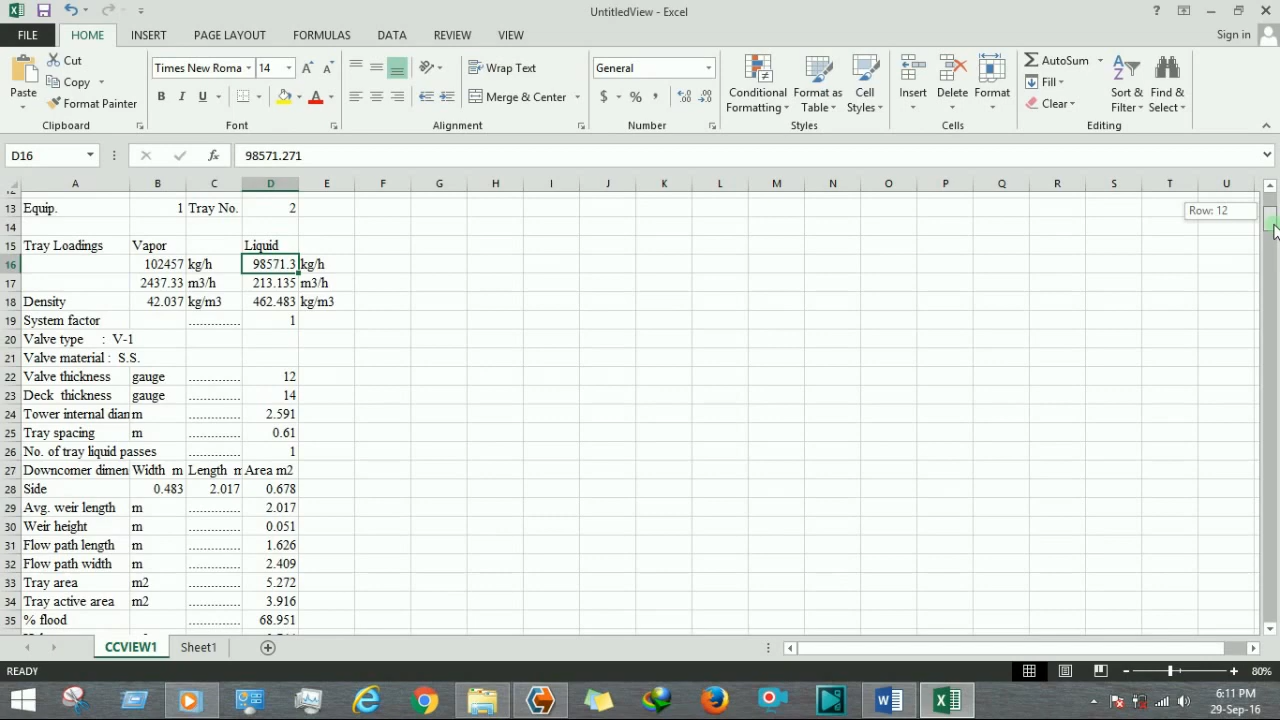 UntitledView - Excel
FILE HOME INSERT PAGE LAYOUT FORMULAS DATA REVIEW VIEW Sign in
Paste Cut Copy Format Painter Clipboard
Times New Roma 14 B I U A Font
Wrap Text Merge & Center Alignment
General $ % , Number
Conditional Formatting Format as Table Cell Styles Styles
Insert Delete Format Cells
AutoSum Fill Clear Sort & Filter Find & Select Editing
D16 fx 98571.271
A B C D E F G H I J K L M N O P Q R S T U
Row: 12
13 Equip. 1 Tray No. 2
14
15 Tray Loadings Vapor Liquid
16 102457 kg/h 98571.3 kg/h
17 2437.33 m3/h 213.135 m3/h
18 Density 42.037 kg/m3 462.483 kg/m3
19 System factor .............. 1
20 Valve type : V-1
21 Valve material : S.S.
22 Valve thickness gauge .............. 12
23 Deck thickness gauge .............. 14
24 Tower internal diam m .............. 2.591
25 Tray spacing m .............. 0.61
26 No. of tray liquid passes .............. 1
27 Downcomer dimen Width m Length m Area m2
28 Side 0.483 2.017 0.678
29 Avg. weir length m .............. 2.017
30 Weir height m .............. 0.051
31 Flow path length m .............. 1.626
32 Flow path width m .............. 2.409
33 Tray area m2 .............. 5.272
34 Tray active area m2 .............. 3.916
35 % flood .............. 68.951
CCVIEW1 Sheet1
READY 80%
6:11 PM
29-Sep-16